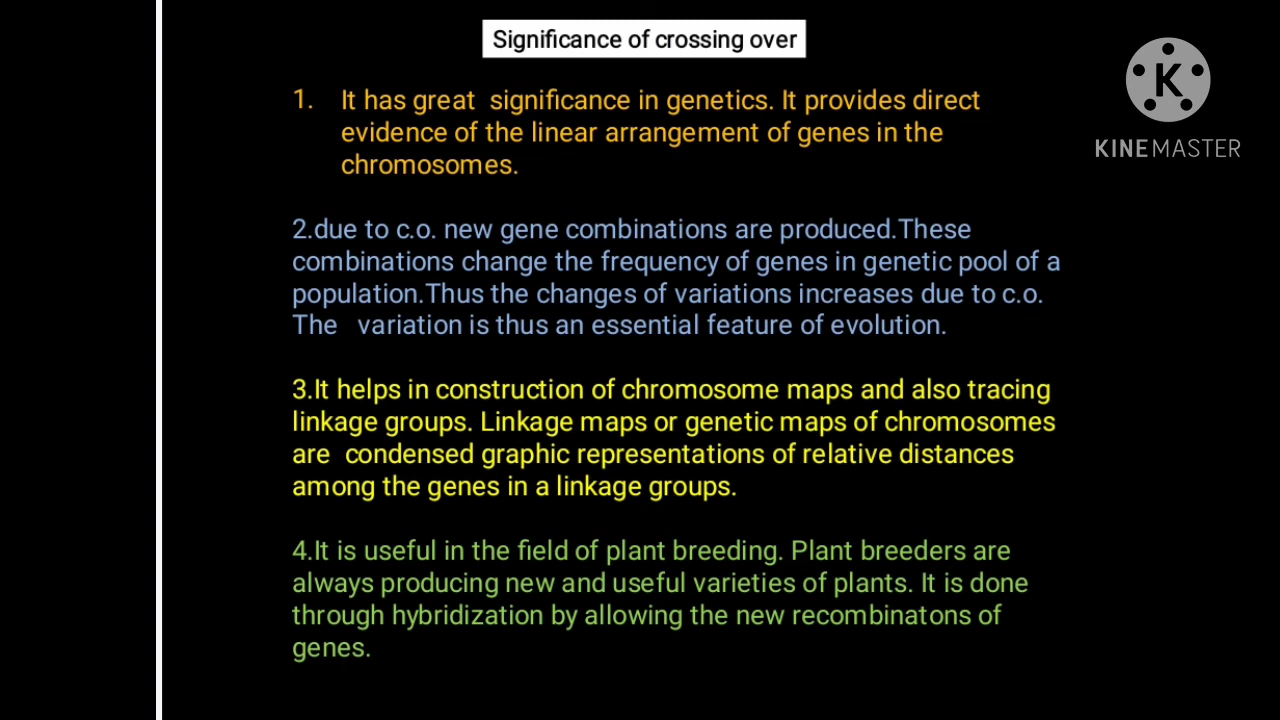 Significance of crossing over
1. It has great significance in genetics. It provides direct
evidence of the linear arrangement of genes in the
chromosomes.
2.due to c.o. new gene combinations are produced.These
combinations change the frequency of genes in genetic pool of a
population.Thus the changes of variations increases due to c.o.
The variation is thus an essential feature of evolution.
3.It helps in construction of chromosome maps and also tracing
linkage groups. Linkage maps or genetic maps of chromosomes
are condensed graphic representations of relative distances
among the genes in a linkage groups.
4.It is useful in the field of plant breeding. Plant breeders are
always producing new and useful varieties of plants. It is done
through hybridization by allowing the new recombinatons of
genes.
K
KINEMASTER